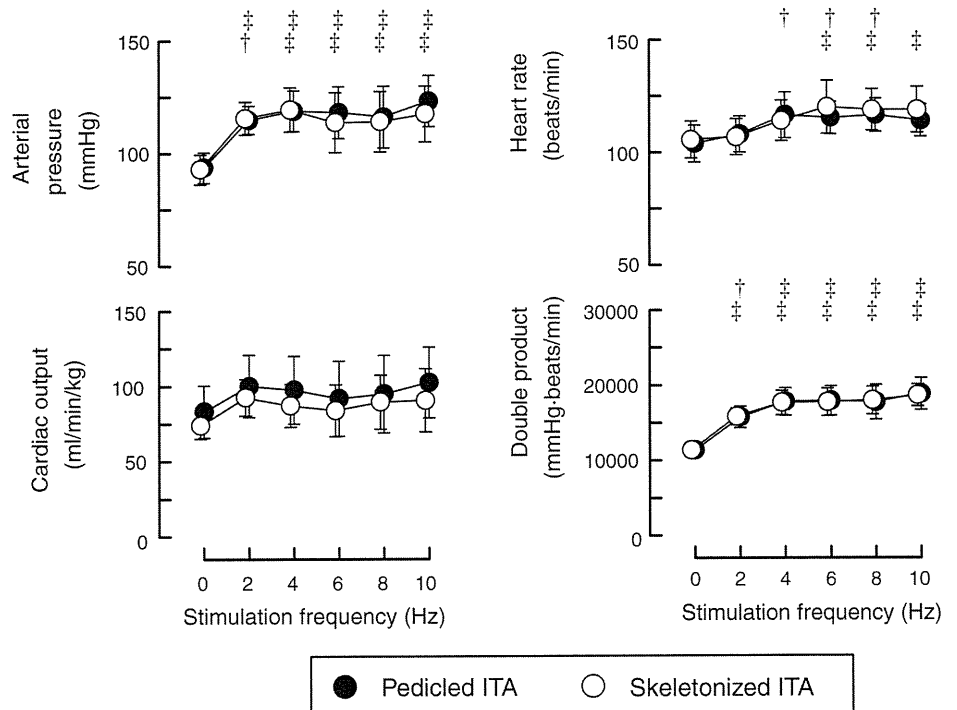 ‡ ‡ ‡ ‡ ‡
† ‡ ‡ ‡ ‡
150
100
50
Arterial
pressure
(mmHg)
† † †
‡ ‡ ‡
150
100
50
Heart rate
(beats/min)
150
100
50
0
Cardiac output
(ml/min/kg)
0 2 4 6 8 10
Stimulation frequency (Hz)
† ‡ ‡ ‡ ‡
‡ ‡ ‡ ‡ ‡
30000
20000
10000
0
Double product
(mmHg·beats/min)
0 2 4 6 8 10
Stimulation frequency (Hz)
Pedicled ITA Skeletonized ITA